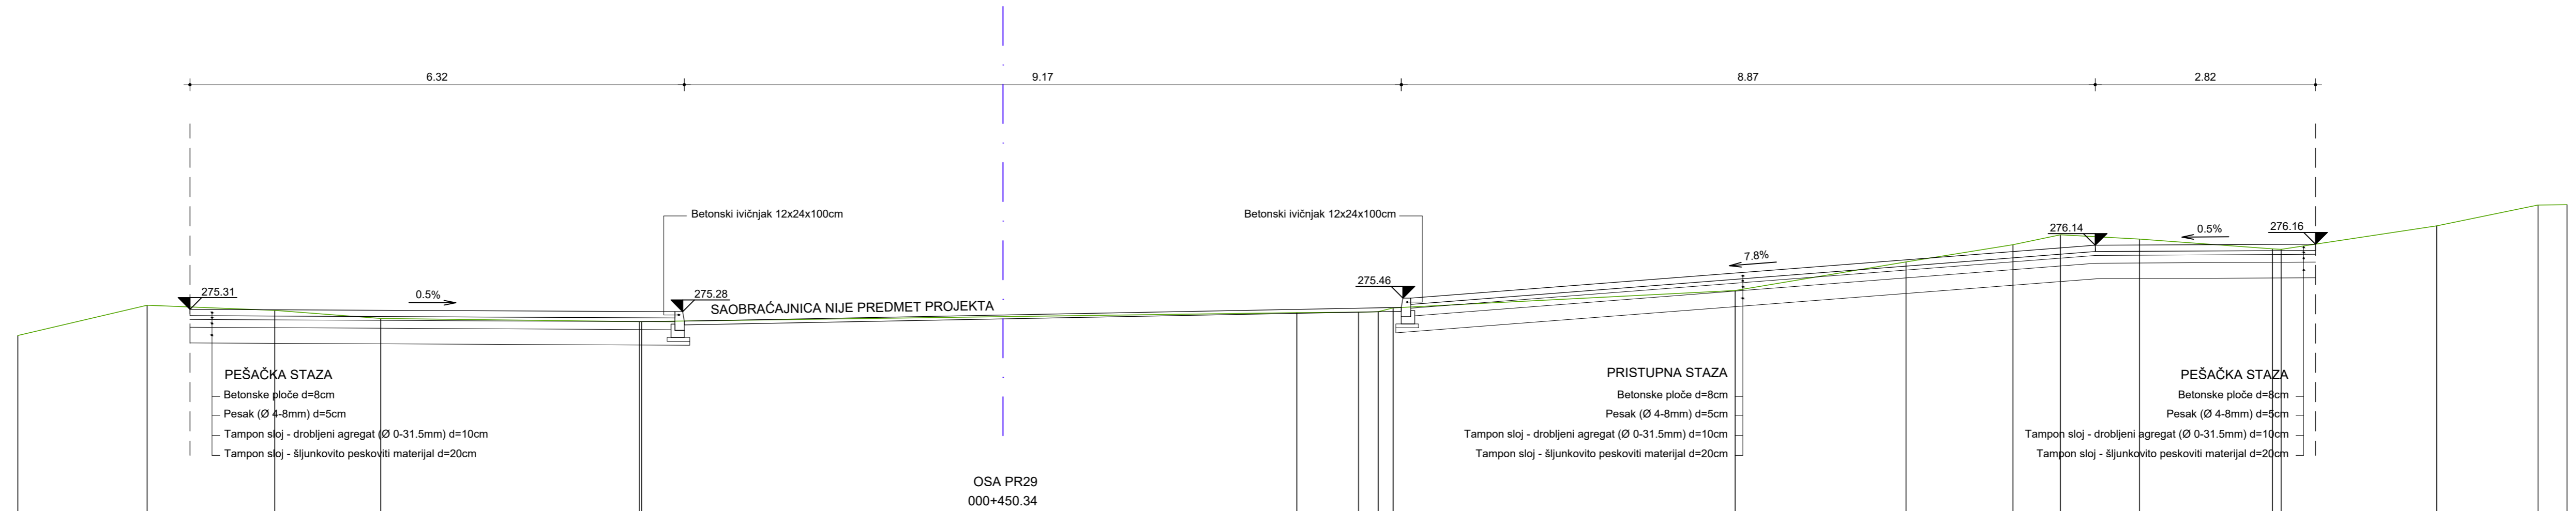 6.32
9.17
8.87
2.82
Betonski ivičnjak 12x24x100cm
Betonski ivičnjak 12x24x100cm
276.14
0.5%
276.16
7.8%
275.31
0.5%
275.28
275.46
SAOBRAĆAJNICA NIJE PREDMET PROJEKTA
PEŠAČKA STAZA
Betonske ploče d=8cm
Pesak (Ø 4-8mm) d=5cm
Tampon sloj - drobljeni agregat (Ø 0-31.5mm) d=10cm
Tampon sloj - šljunkovito peskoviti materijal d=20cm
PRISTUPNA STAZA
Betonske ploče d=8cm
Pesak (Ø 4-8mm) d=5cm
Tampon sloj - drobljeni agregat (Ø 0-31.5mm) d=10cm
Tampon sloj - šljunkovito peskoviti materijal d=20cm
PEŠAČKA STAZA
Betonske ploče d=8cm
Pesak (Ø 4-8mm) d=5cm
Tampon sloj - drobljeni agregat (Ø 0-31.5mm) d=10cm
Tampon sloj - šljunkovito peskoviti materijal d=20cm
OSA PR29
000+450.34